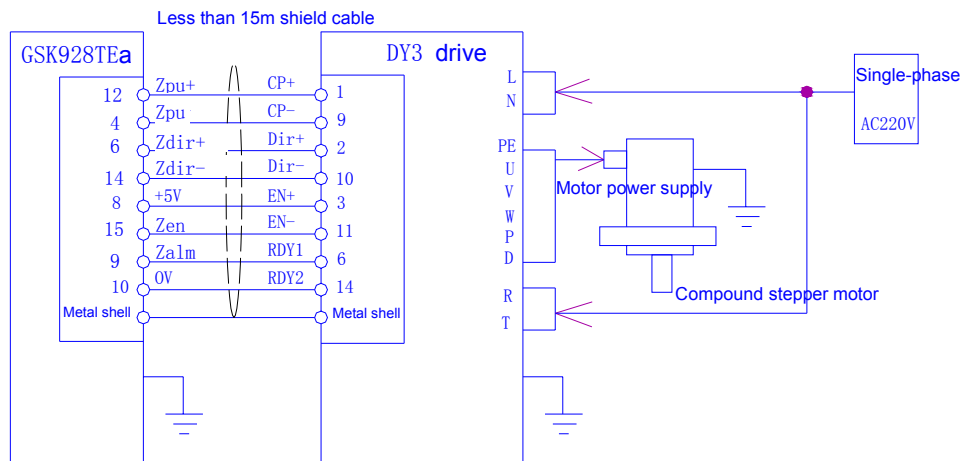 Less than 15m shield cable
GSK928TEa
DY3 drive
12 Zpu+ CP+ 1
4 Zpu CP- 9
6 Zdir+ Dir+ 2
14 Zdir- Dir- 10
8 +5V EN+ 3
15 Zen EN- 11
9 Zalm RDY1 6
10 0V RDY2 14
Metal shell Metal shell
L
N
PE
U
V
W
P
D
R
T
Single-phase
AC220V
Motor power supply
Compound stepper motor